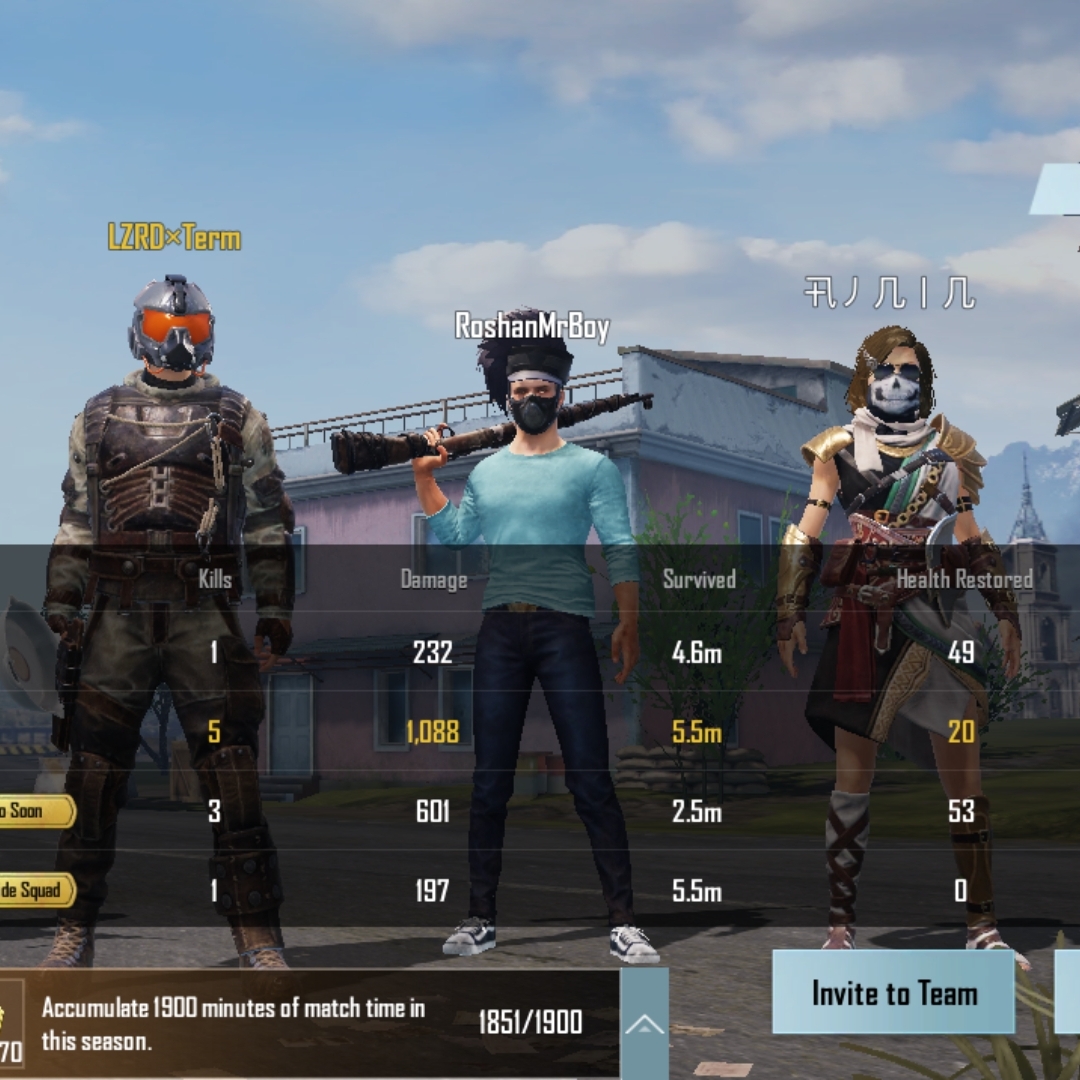 LZRD×Term
RoshanMrBoy
卂丿几丨几
Kills Damage Survived Health Restored
1 232 4.6m 49
5 1,088 5.5m 20
Soon 3 601 2.5m 53
Squad 1 197 5.5m 0
Accumulate 1900 minutes of match time in
this season.
1851/1900
70
Invite to Team